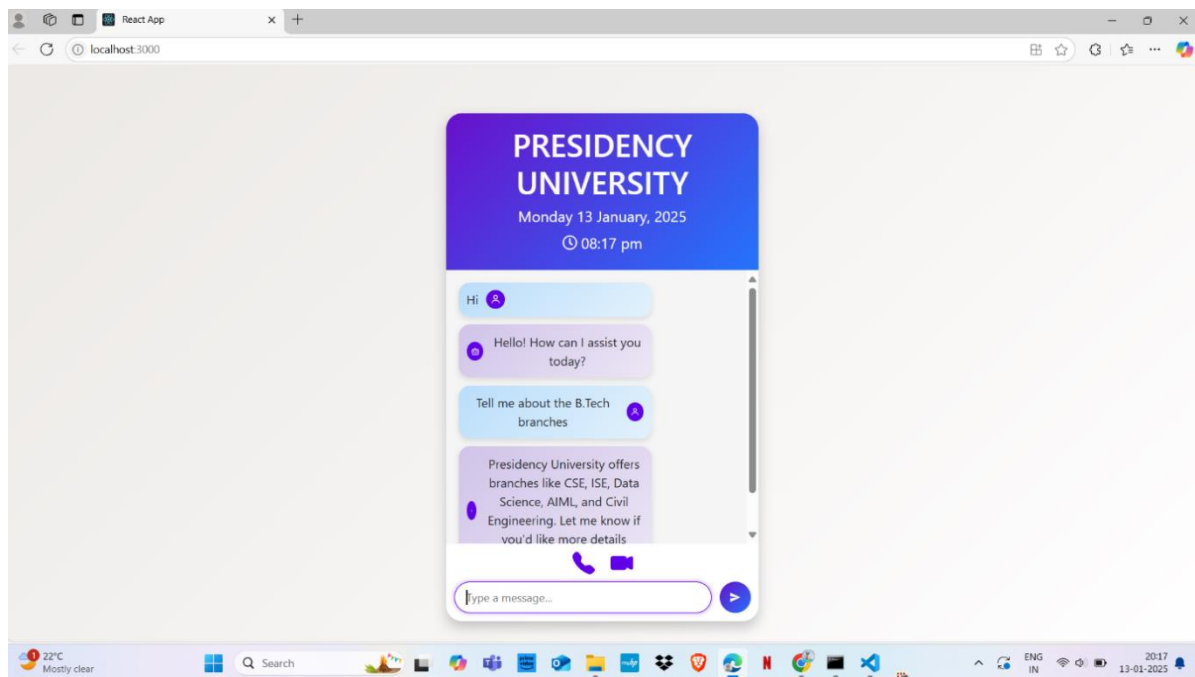 React App
localhost:3000
PRESIDENCY
UNIVERSITY
Monday 13 January, 2025
08:17 pm
Hi
Hello! How can I assist you
today?
Tell me about the B.Tech
branches
Presidency University offers
branches like CSE, ISE, Data
Science, AIML, and Civil
Engineering. Let me know if
you'd like more details
Type a message...
1
22°C
Mostly clear
Search
ENG
IN
20:17
13-01-2025